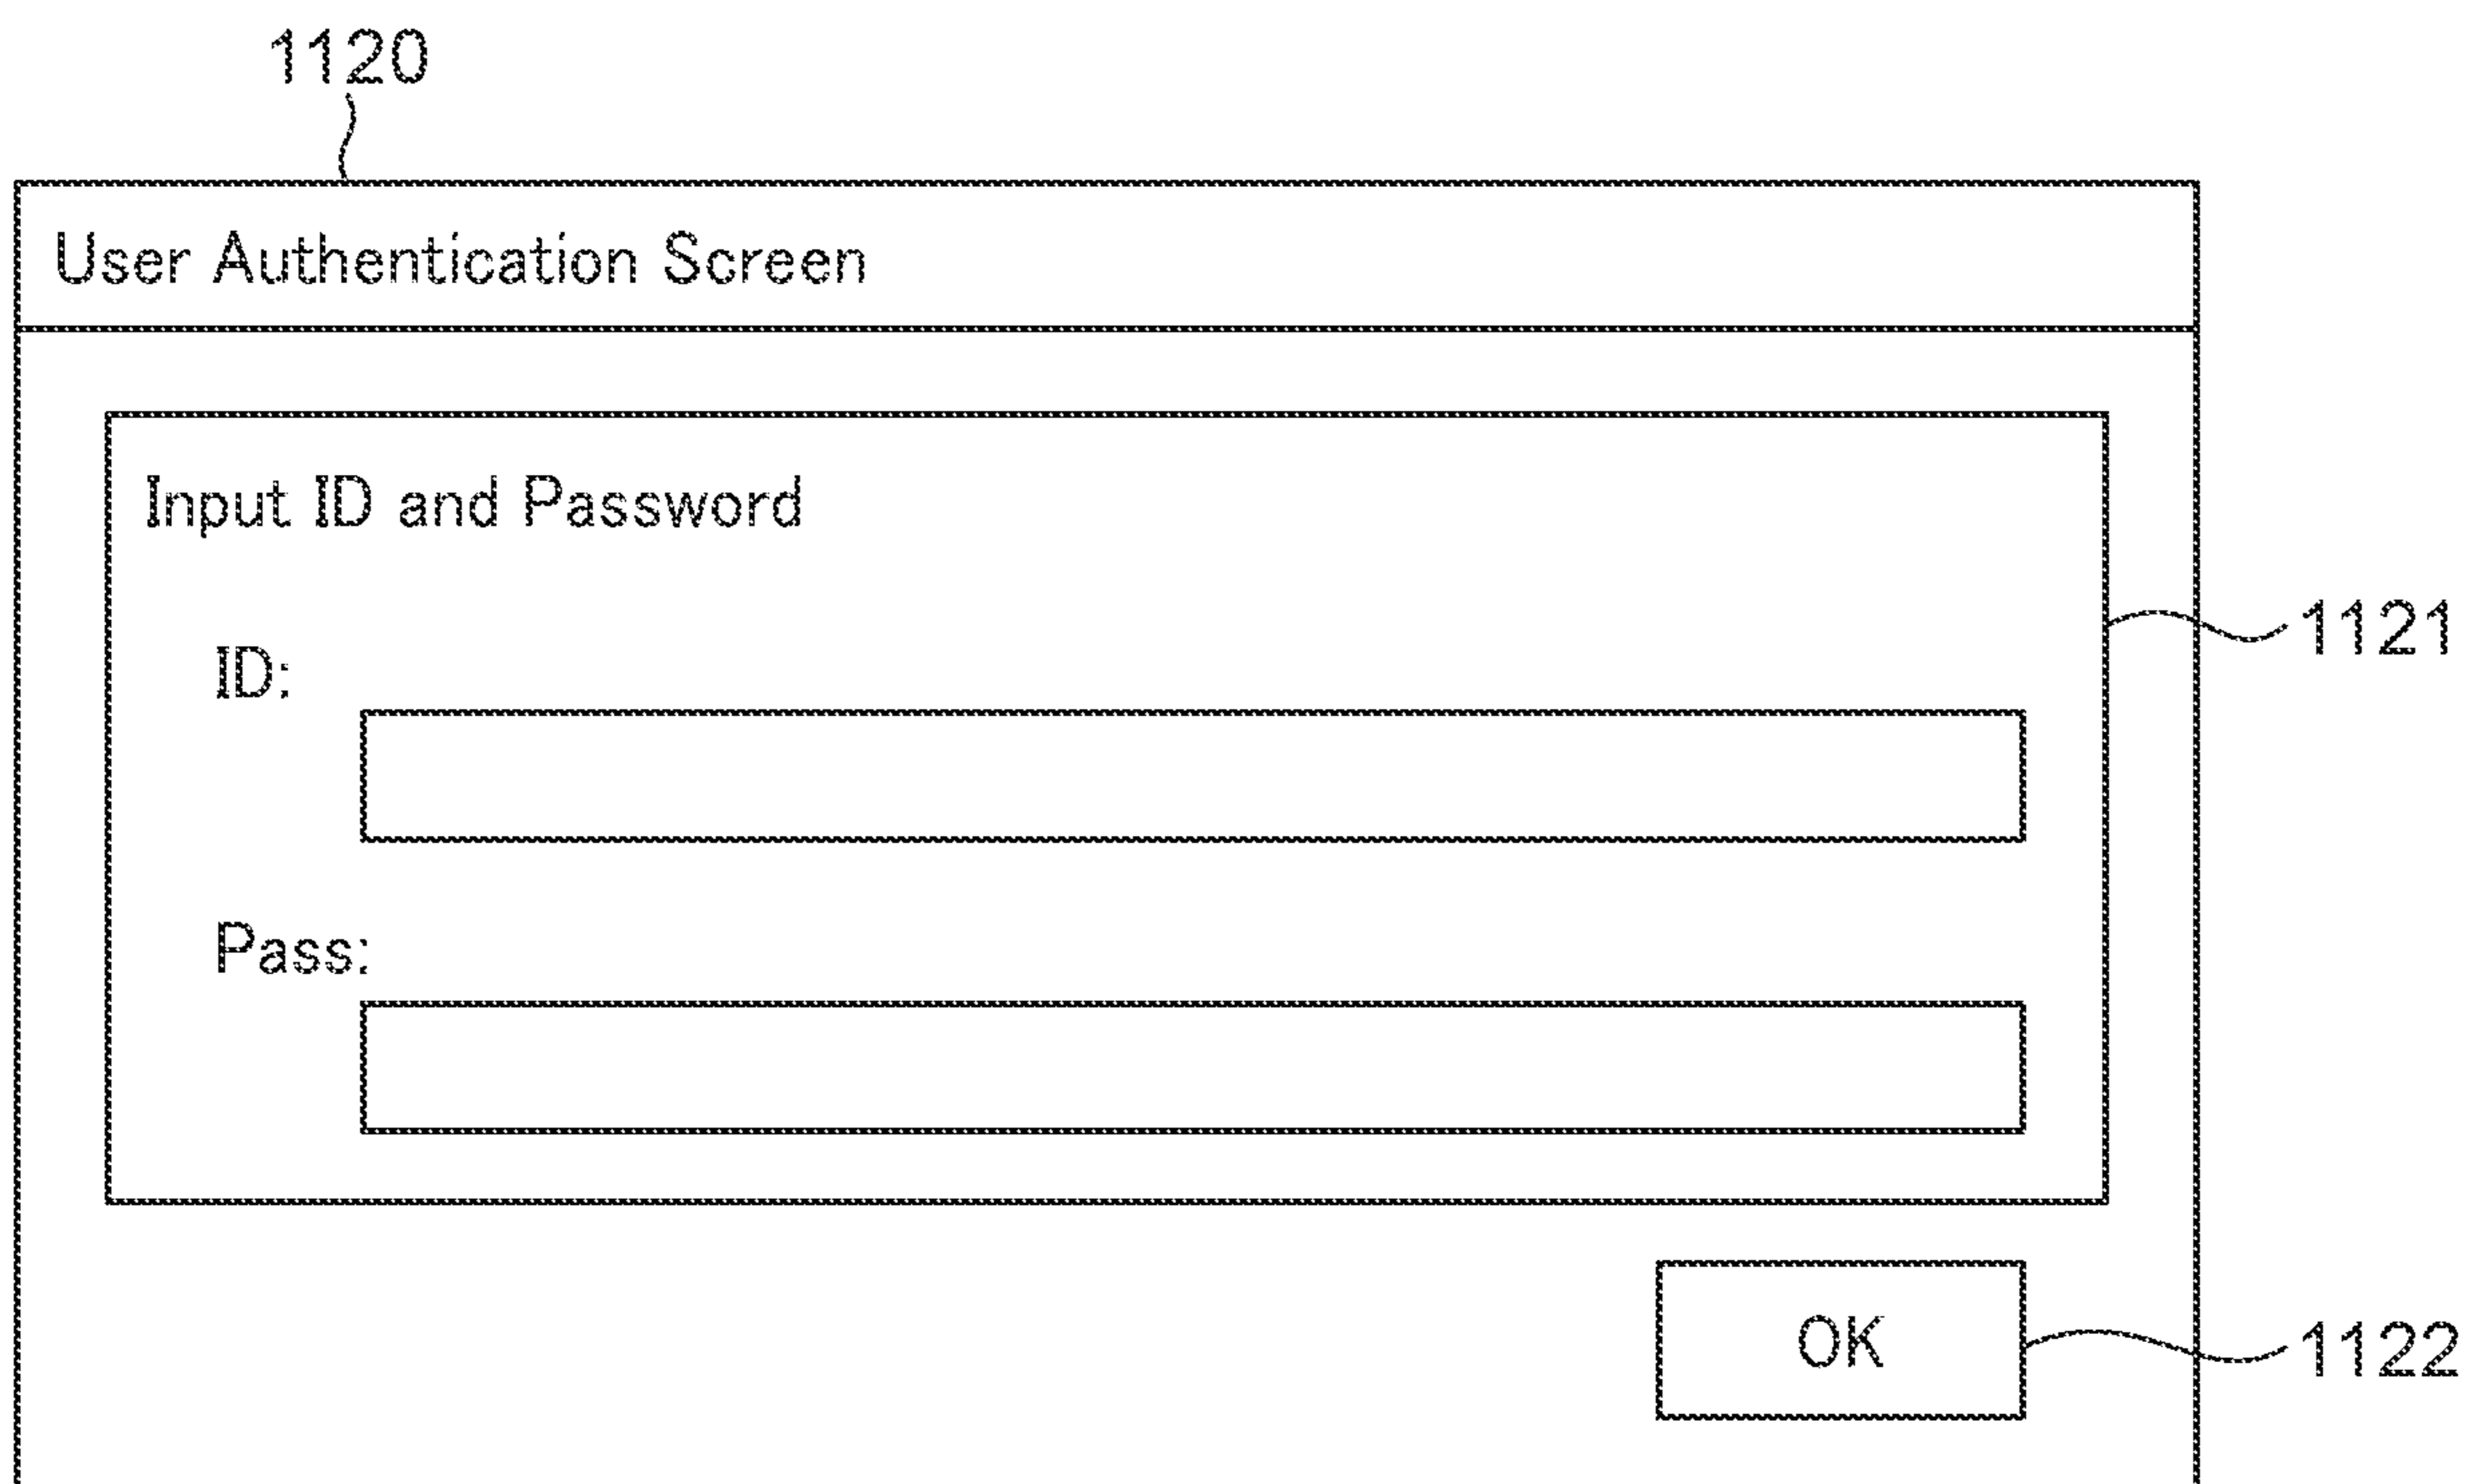 1120
User Authentication Screen
Input ID and Password
1121
ID:
Pass:
OK
1122